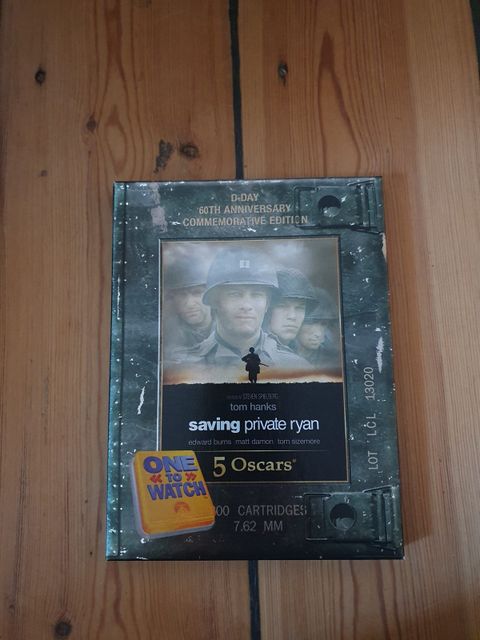 D-DAY
60TH ANNIVERSARY
COMMEMORATIVE EDITION
STEVEN SPIELBERG
tom hanks
saving private ryan
edward burns matt damon tom sizemore
5 Oscars®
ONE
« TO »
WATCH
00 CARTRIDGES
7.62 MM
LOT LCL 13020